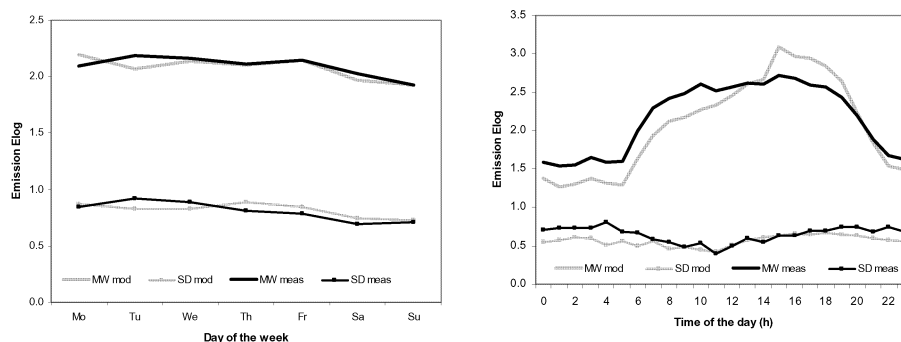 2.5
2.0
1.5
1.0
0.5
0.0
Emission Elog
MW mod SD mod MW meas SD meas
Mo Tu We Th Fr Sa Su
Day of the week
3.5
3.0
2.5
2.0
1.5
1.0
0.5
0.0
Emission Elog
MW mod SD mod MW meas SD meas
0 2 4 6 8 10 12 14 16 18 20 22
Time of the day (h)